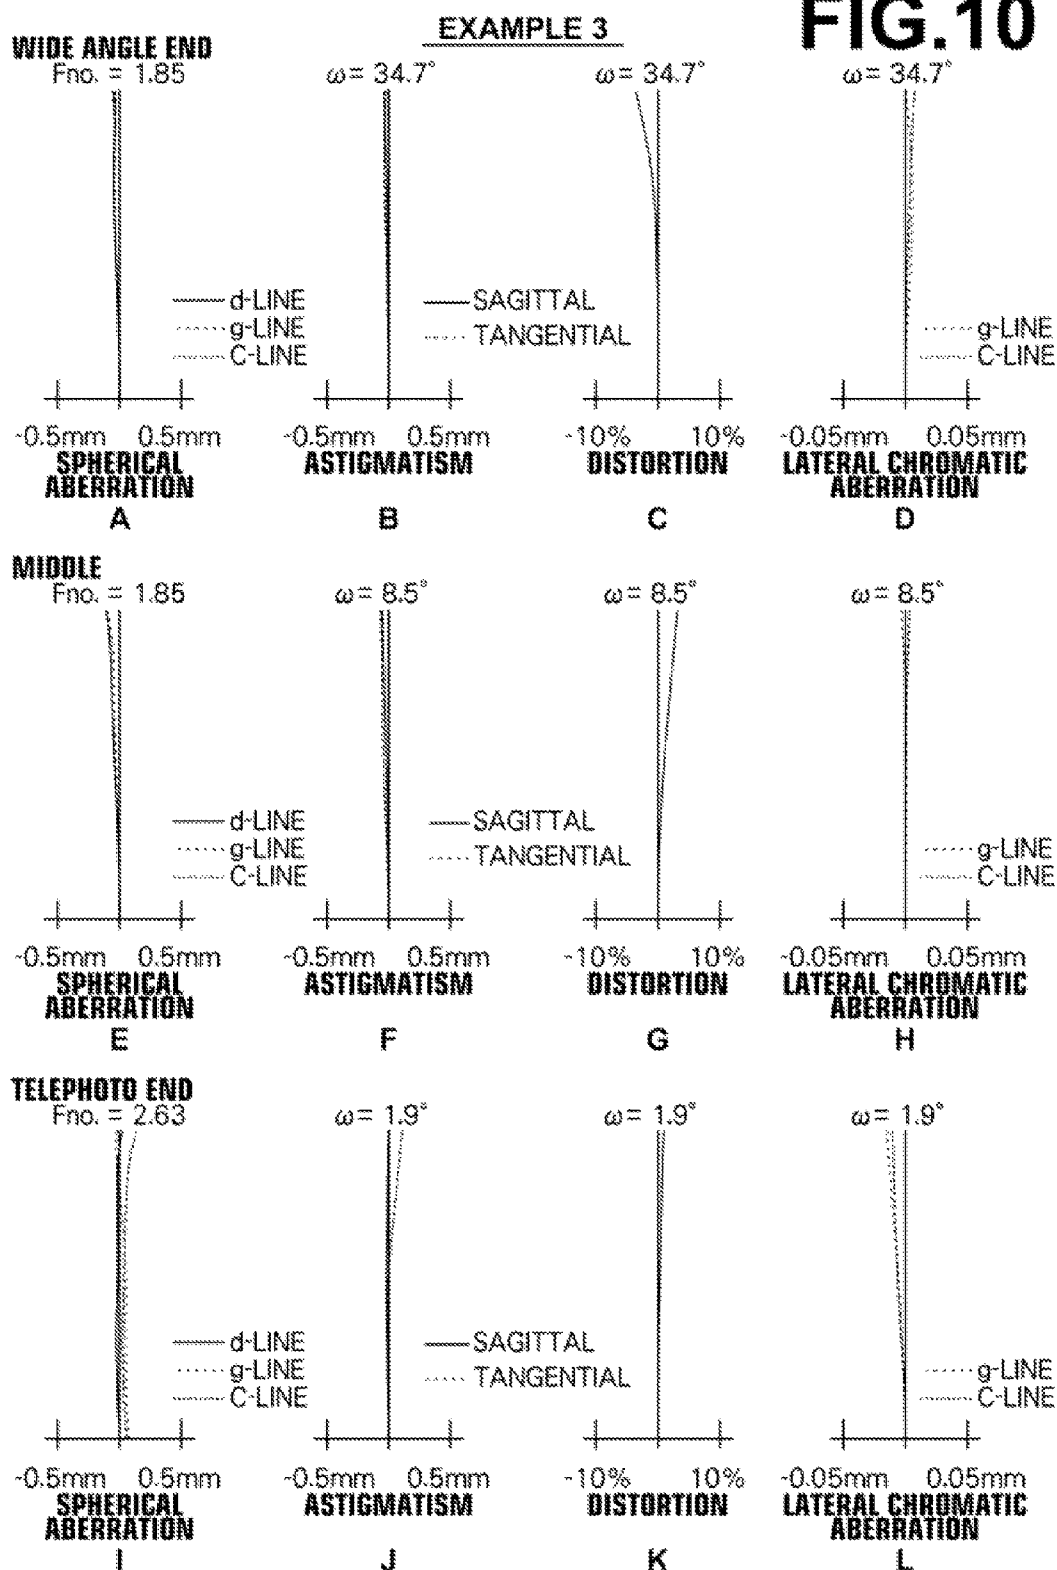 EXAMPLE 3
FIG.10
WIDE ANGLE END
Fno. = 1.85
ω = 34.7°
ω = 34.7°
ω = 34.7°
d-LINE
g-LINE
C-LINE
SAGITTAL
TANGENTIAL
g-LINE
C-LINE
-0.5mm 0.5mm
-0.5mm 0.5mm
-10% 10%
-0.05mm 0.05mm
SPHERICAL
ABERRATION
ASTIGMATISM
DISTORTION
LATERAL CHROMATIC
ABERRATION
A
B
C
D
MIDDLE
Fno. = 1.85
ω = 8.5°
ω = 8.5°
ω = 8.5°
d-LINE
g-LINE
C-LINE
SAGITTAL
TANGENTIAL
g-LINE
C-LINE
-0.5mm 0.5mm
-0.5mm 0.5mm
-10% 10%
-0.05mm 0.05mm
SPHERICAL
ABERRATION
ASTIGMATISM
DISTORTION
LATERAL CHROMATIC
ABERRATION
E
F
G
H
TELEPHOTO END
Fno. = 2.63
ω = 1.9°
ω = 1.9°
ω = 1.9°
d-LINE
g-LINE
C-LINE
SAGITTAL
TANGENTIAL
g-LINE
C-LINE
-0.5mm 0.5mm
-0.5mm 0.5mm
-10% 10%
-0.05mm 0.05mm
SPHERICAL
ABERRATION
ASTIGMATISM
DISTORTION
LATERAL CHROMATIC
ABERRATION
I
J
K
L